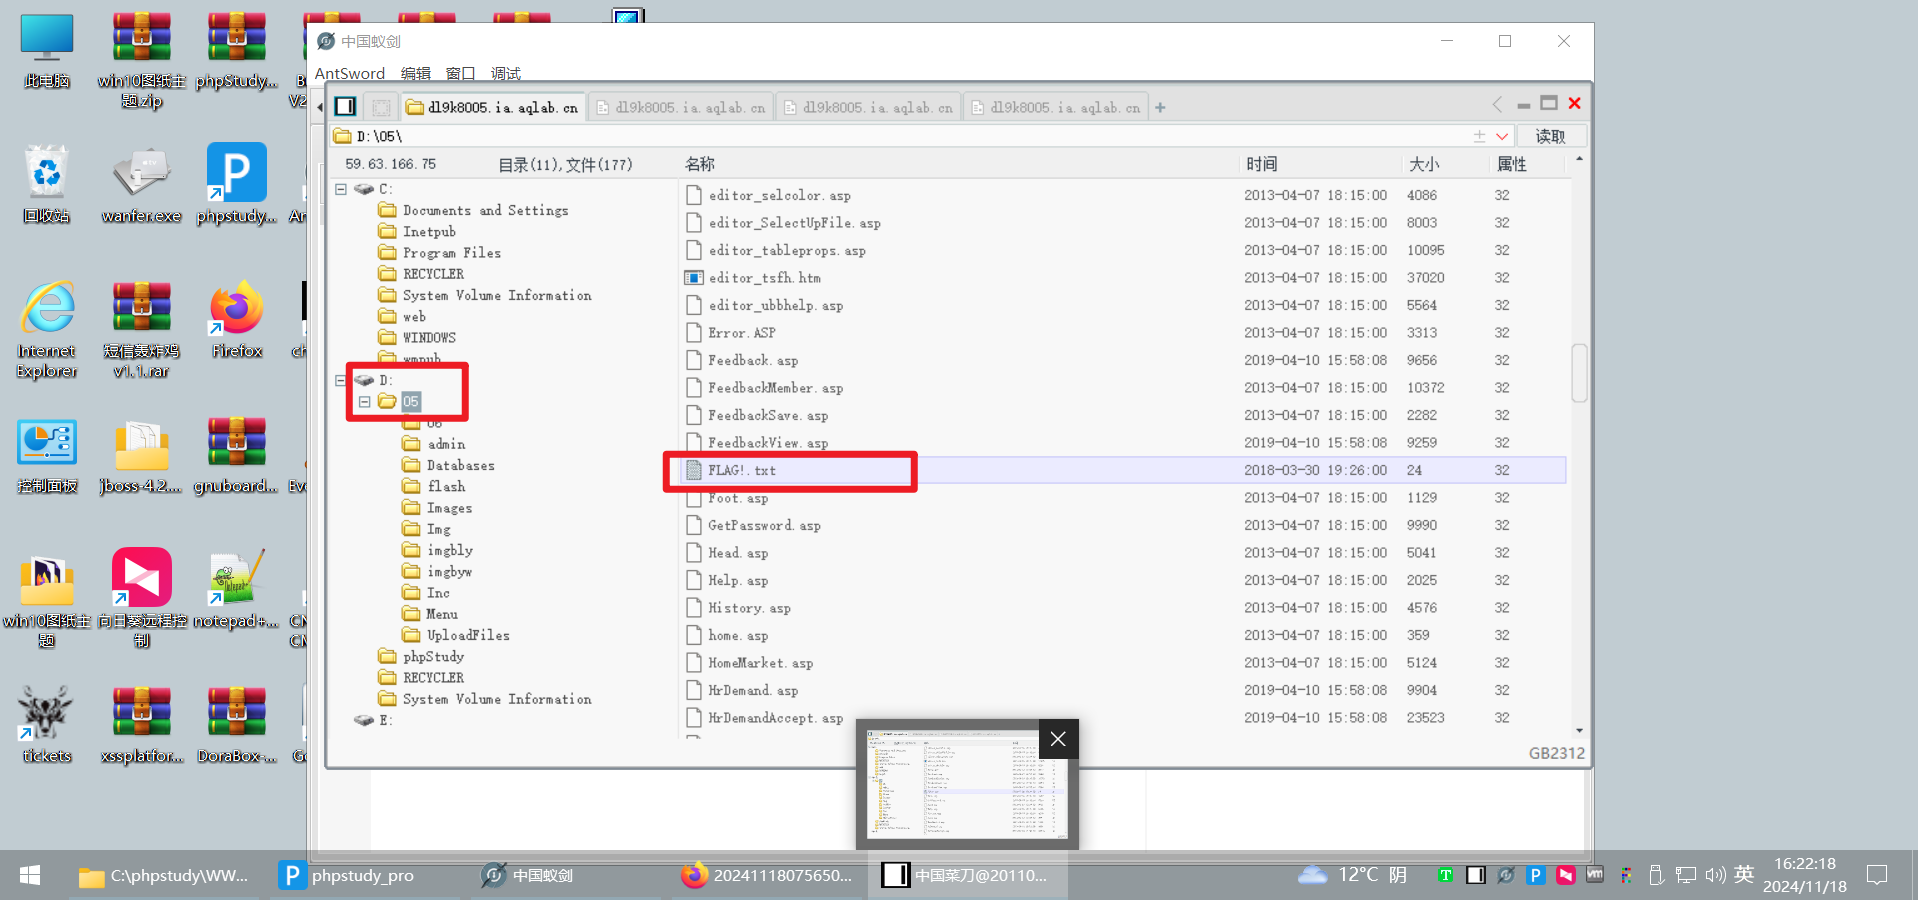 此电脑
win10图纸主题.zip
phpStudy...
回收站
wanfer.exe
phpstudy...
Internet Explorer
短信轰炸鸡v1.1.rar
Firefox
控制面板
jboss-4.2....
gnuboard...
win10图纸主题
向日葵远程控制
notepad+...
tickets
xssplatfor...
DoraBox-...
中国蚁剑
AntSword 编辑 窗口 调试
dl9k8005.ia.aqlab.cn dl9k8005.ia.aqlab.cn dl9k8005.ia.aqlab.cn dl9k8005.ia.aqlab.cn +
D:\05\ 读取
59.63.166.75 目录(11),文件(177)
C:
Documents and Settings
Inetpub
Program Files
RECYCLER
System Volume Information
web
WINDOWS
wmpub
D:
05
admin
Databases
flash
Images
Img
imgbly
imgbyw
Inc
Menu
UploadFiles
phpStudy
RECYCLER
System Volume Information
E:
名称 时间 大小 属性
editor_selcolor.asp 2013-04-07 18:15:00 4086 32
editor_SelectUpFile.asp 2013-04-07 18:15:00 8003 32
editor_tableprops.asp 2013-04-07 18:15:00 10095 32
editor_tsfh.htm 2013-04-07 18:15:00 37020 32
editor_ubbhelp.asp 2013-04-07 18:15:00 5564 32
Error.ASP 2013-04-07 18:15:00 3313 32
Feedback.asp 2019-04-10 15:58:08 9656 32
FeedbackMember.asp 2013-04-07 18:15:00 10372 32
FeedbackSave.asp 2013-04-07 18:15:00 2282 32
FeedbackView.asp 2019-04-10 15:58:08 9259 32
FLAG!.txt 2018-03-30 19:26:00 24 32
Foot.asp 2013-04-07 18:15:00 1129 32
GetPassword.asp 2013-04-07 18:15:00 9990 32
Head.asp 2013-04-07 18:15:00 5041 32
Help.asp 2013-04-07 18:15:00 2025 32
History.asp 2013-04-07 18:15:00 4576 32
home.asp 2013-04-07 18:15:00 359 32
HomeMarket.asp 2013-04-07 18:15:00 5124 32
HrDemand.asp 2019-04-10 15:58:08 9904 32
HrDemandAccept.asp 2019-04-10 15:58:08 23523 32
GB2312
C:\phpstudy\WW... phpstudy_pro 中国蚁剑 20241118075650... 中国菜刀@20110... 12°C 阴 英 16:22:18
2024/11/18